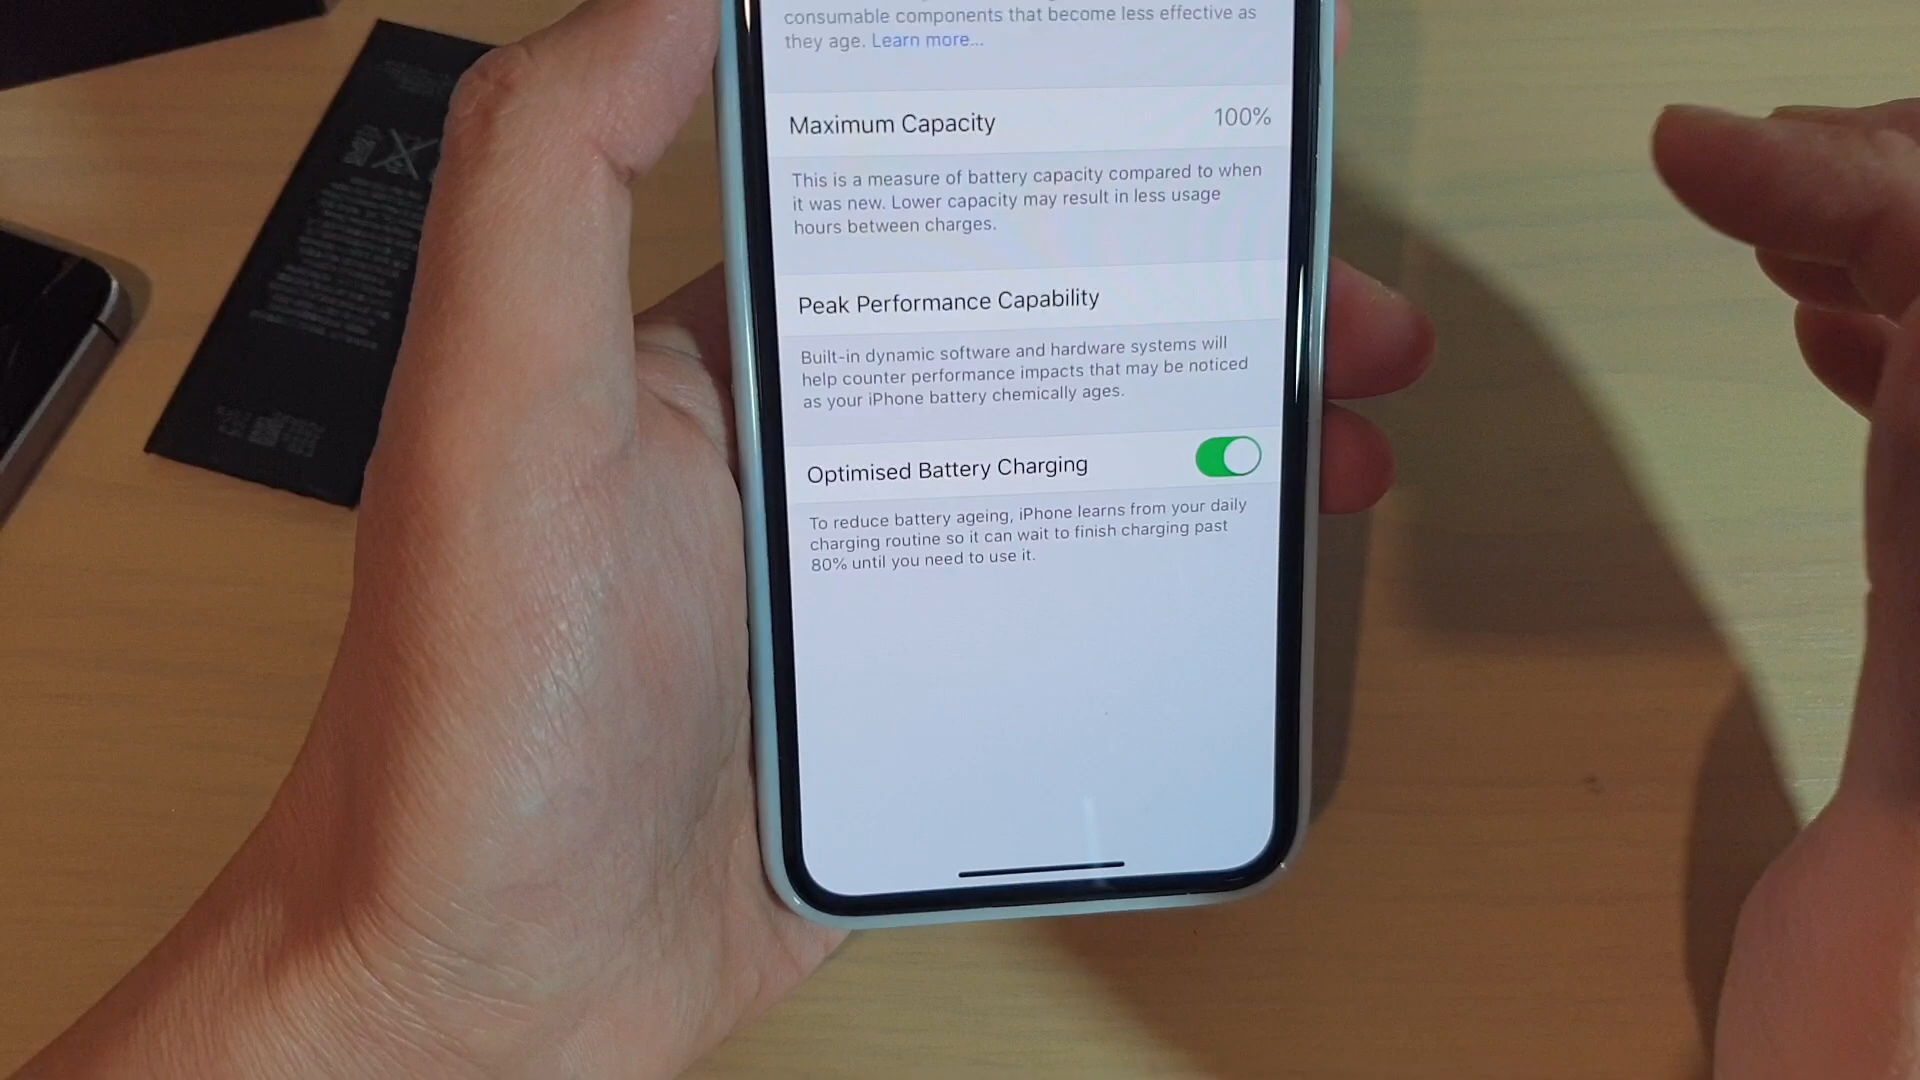 consumable components that become less effective as
they age. Learn more...
Maximum Capacity 100%
This is a measure of battery capacity compared to when
it was new. Lower capacity may result in less usage
hours between charges.
Peak Performance Capability
Built-in dynamic software and hardware systems will
help counter performance impacts that may be noticed
as your iPhone battery chemically ages.
Optimised Battery Charging
To reduce battery ageing, iPhone learns from your daily
charging routine so it can wait to finish charging past
80% until you need to use it.